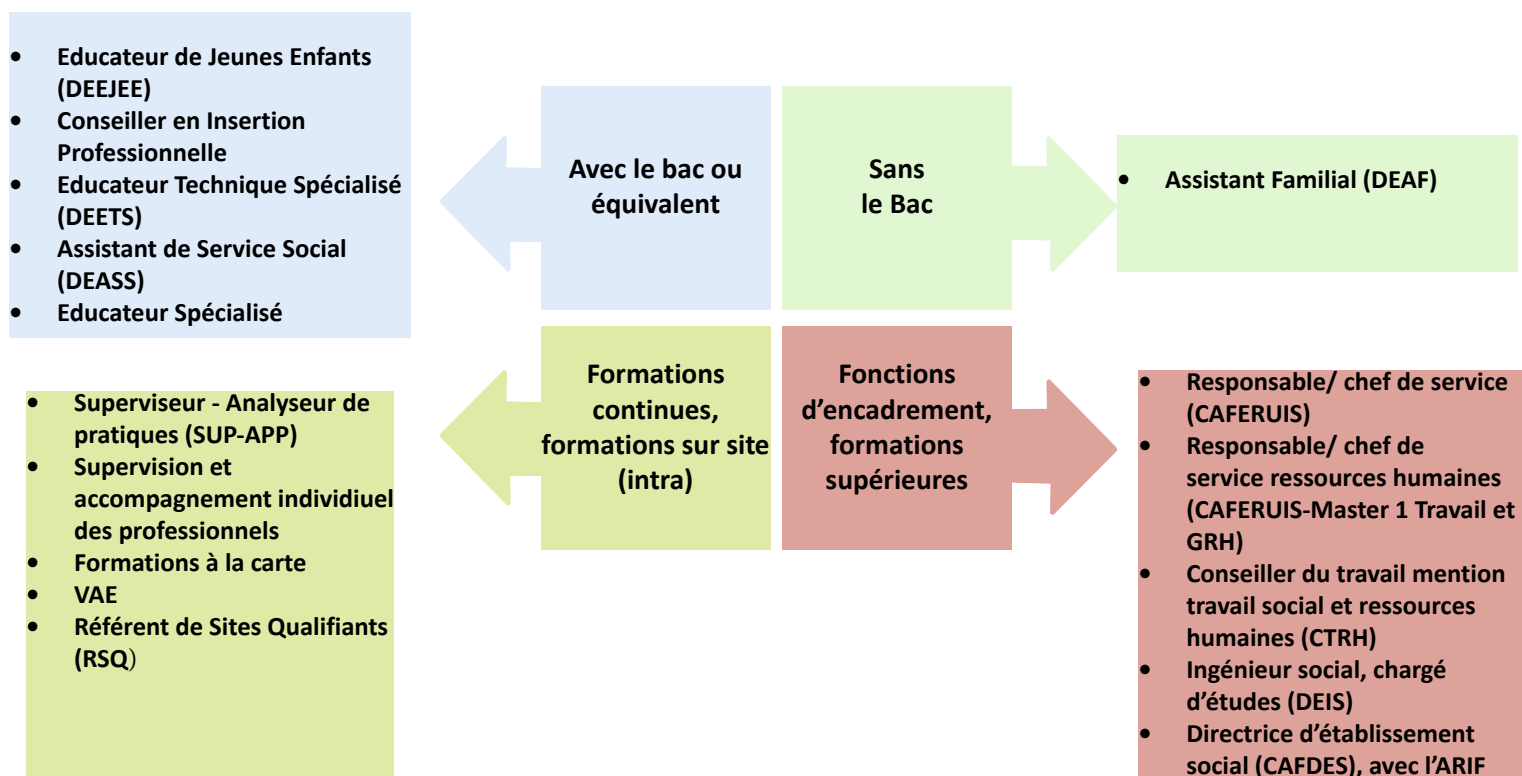 • Educateur de Jeunes Enfants
(DEEJEE)
• Conseiller en Insertion
Professionnelle
• Educateur Technique Spécialisé
(DEETS)
• Assistant de Service Social
(DEASS)
• Educateur Spécialisé
Avec le bac ou
équivalent
Sans
le Bac
• Assistant Familial (DEAF)
• Superviseur - Analyseur de
pratiques (SUP-APP)
• Supervision et
accompagnement individiuel
des professionnels
• Formations à la carte
• VAE
• Référent de Sites Qualifiants
(RSQ)
Formations
continues,
formations sur site
(intra)
Fonctions
d’encadrement,
formations
supérieures
• Responsable/ chef de service
(CAFERUIS)
• Responsable/ chef de
service ressources humaines
(CAFERUIS-Master 1 Travail et
GRH)
• Conseiller du travail mention
travail social et ressources
humaines (CTRH)
• Ingénieur social, chargé
d’études (DEIS)
• Directrice d’établissement
social (CAFDES), avec l’ARIF